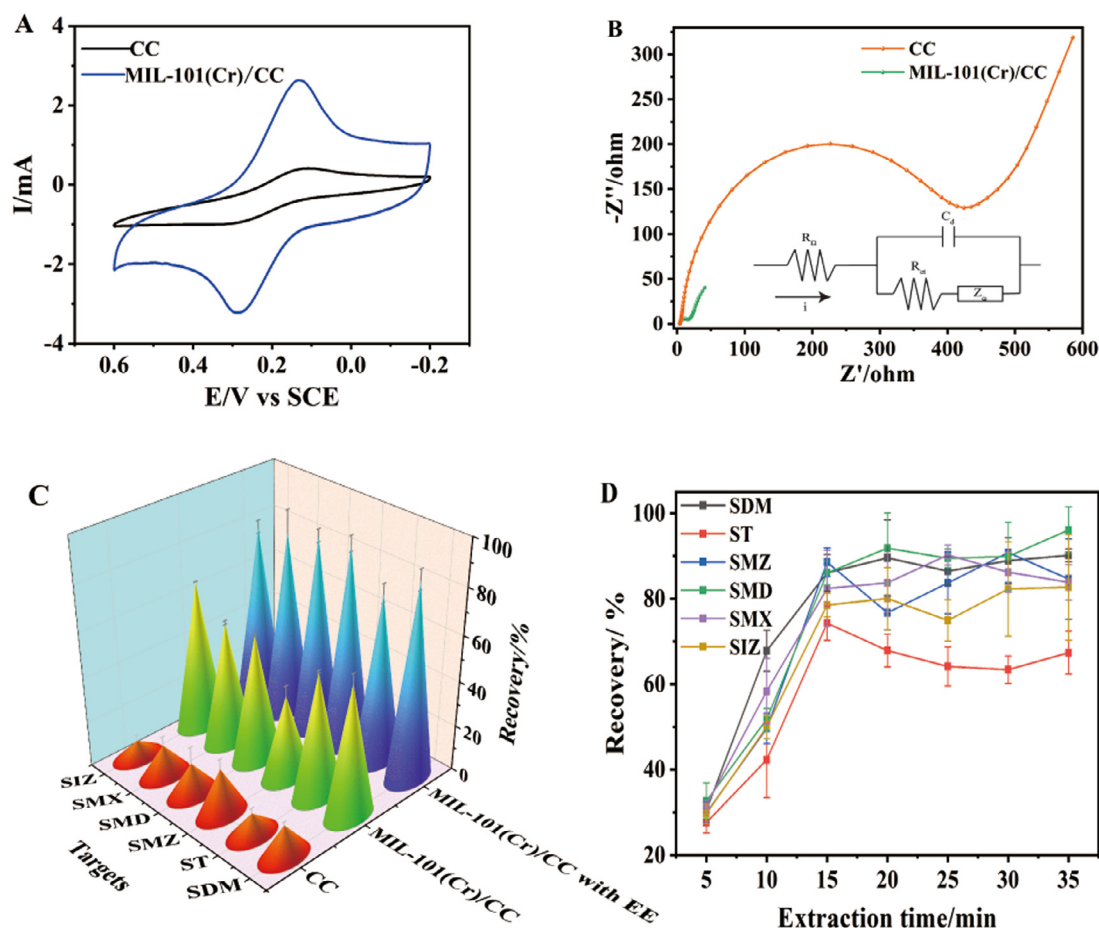 A
CC
MIL-101(Cr)/CC
4
2
0
-2
-4
I/mA
0.6 0.4 0.2 0.0 -0.2
E/V vs SCE
B
CC
MIL-101(Cr)/CC
300
250
200
150
100
50
0
-Z''/ohm
C_d
R_Ω
R_et
Z_ω
i
0 100 200 300 400 500 600
Z'/ohm
C
100
80
60
40
20
0
Recovery/%
SIZ
SMX
SMD
SMZ
ST
SDM
Targets
CC
MIL-101(Cr)/CC
MIL-101(Cr)/CC with EE
D
SDM
ST
SMZ
SMD
SMX
SIZ
100
80
60
40
20
Recovery/ %
5 10 15 20 25 30 35
Extraction time/min